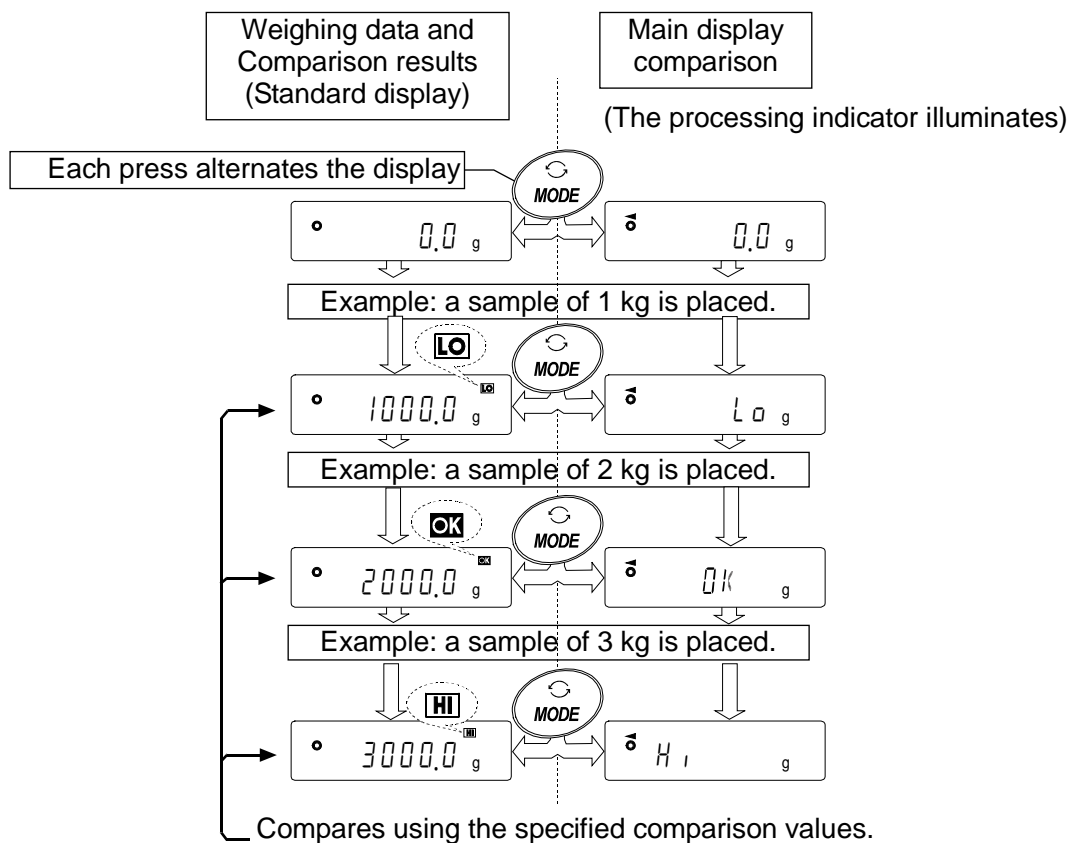 Weighing data and
Comparison results
(Standard display)
Main display
comparison
(The processing indicator illuminates)
Each press alternates the display
MODE
0.0 g
0.0 g
Example: a sample of 1 kg is placed.
LO
MODE
LO
1000.0 g
Lo g
Example: a sample of 2 kg is placed.
OK
MODE
OK
2000.0 g
OK g
Example: a sample of 3 kg is placed.
HI
MODE
HI
3000.0 g
Hi g
Compares using the specified comparison values.